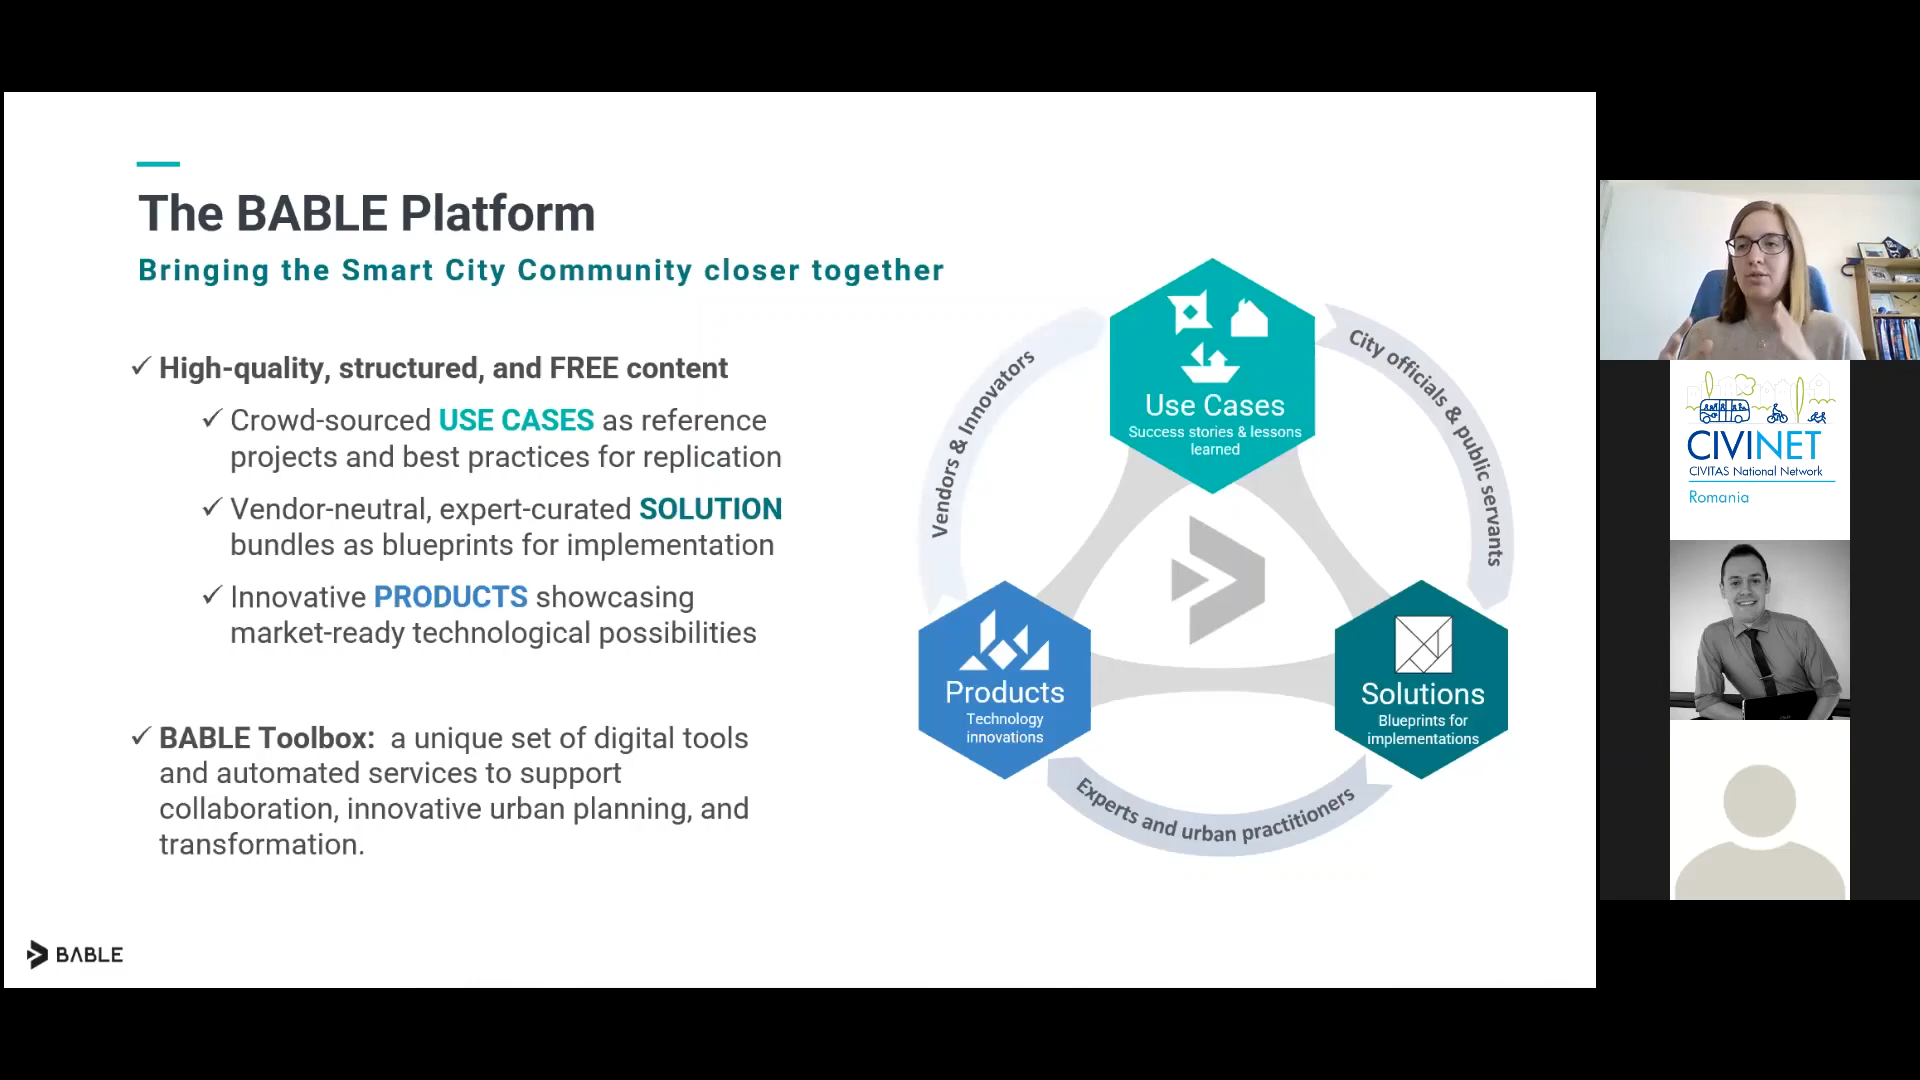 The BABLE Platform
Bringing the Smart City Community closer together
✓ High-quality, structured, and FREE content
✓ Crowd-sourced USE CASES as reference
projects and best practices for replication
✓ Vendor-neutral, expert-curated SOLUTION
bundles as blueprints for implementation
✓ Innovative PRODUCTS showcasing
market-ready technological possibilities
✓ BABLE Toolbox: a unique set of digital tools
and automated services to support
collaboration, innovative urban planning, and
transformation.
Vendors & Innovators
City officials & public servants
Use Cases
Success stories & lessons
learned
Products
Technology
innovations
Solutions
Blueprints for
implementations
Experts and urban practitioners
BABLE
CIVINET
CIVITAS National Network
Romania